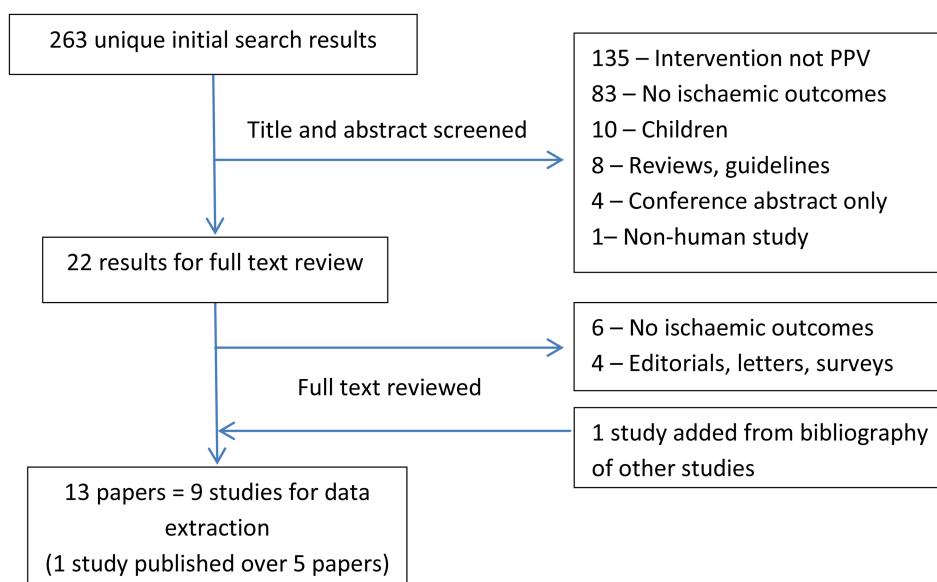 263 unique initial search results
135 – Intervention not PPV
83 – No ischaemic outcomes
10 – Children
8 – Reviews, guidelines
4 – Conference abstract only
1– Non-human study
Title and abstract screened
22 results for full text review
6 – No ischaemic outcomes
4 – Editorials, letters, surveys
Full text reviewed
1 study added from bibliography
of other studies
13 papers = 9 studies for data
extraction
(1 study published over 5 papers)